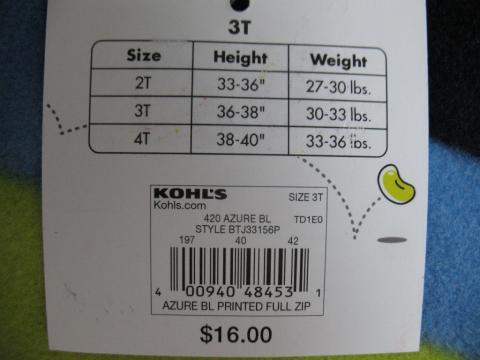 3T
Size Height Weight
2T 33-36" 27-30 lbs.
3T 36-38" 30-33 lbs.
4T 38-40" 33-36 lbs.
KOHL'S SIZE 3T
Kohls.com
420 AZURE BL TD1E0
STYLE BTJ33156P
197 40 42
4 00940 48453 1
AZURE BL PRINTED FULL ZIP
$16.00